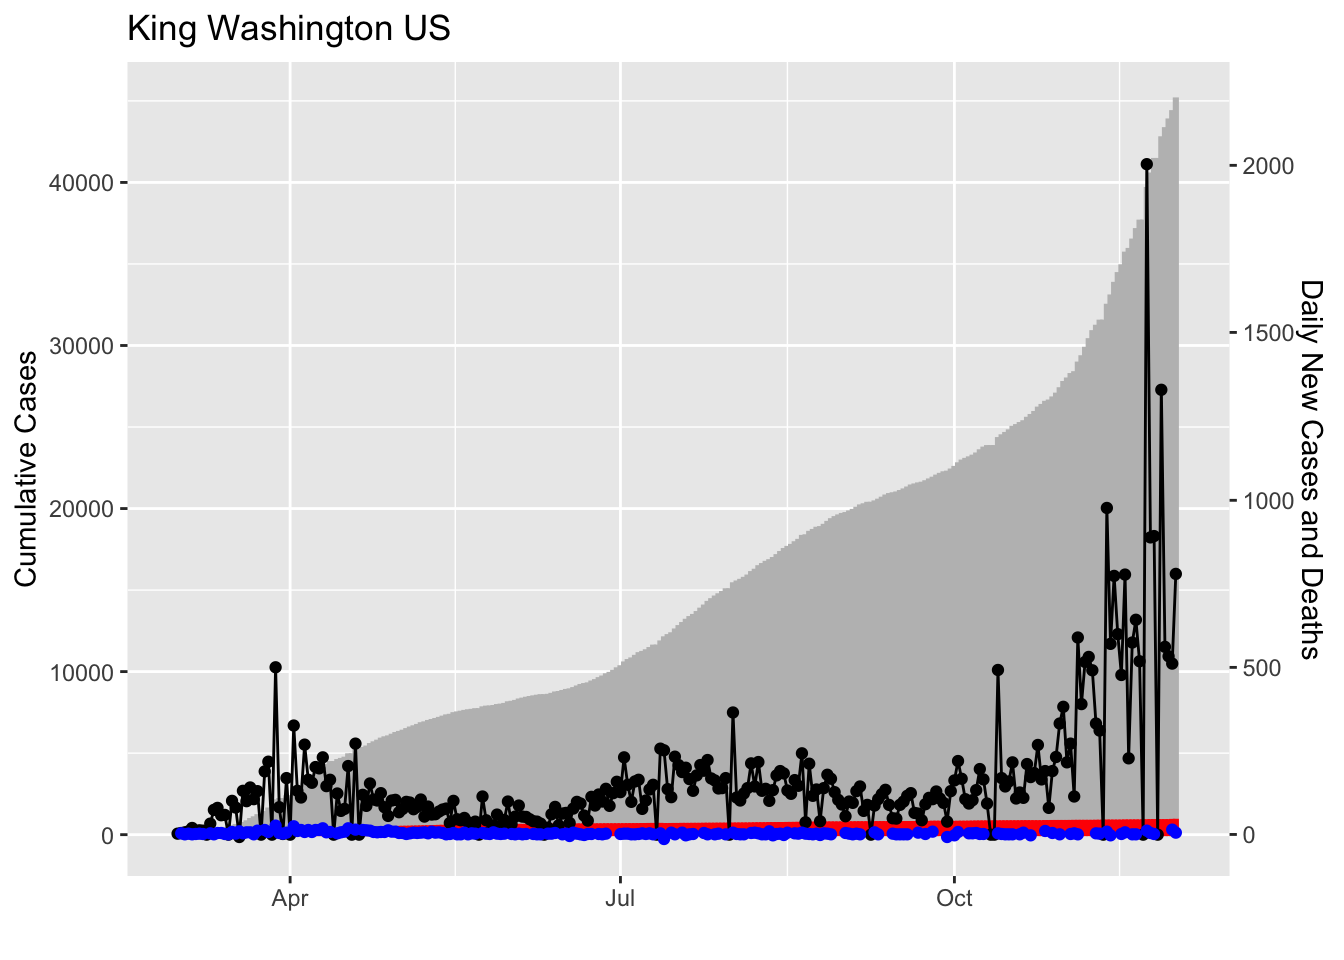 King Washington US
Cumulative Cases
40000
30000
20000
10000
0
2000
1500
1000
500
0
Daily New Cases and Deaths
Apr
Jul
Oct